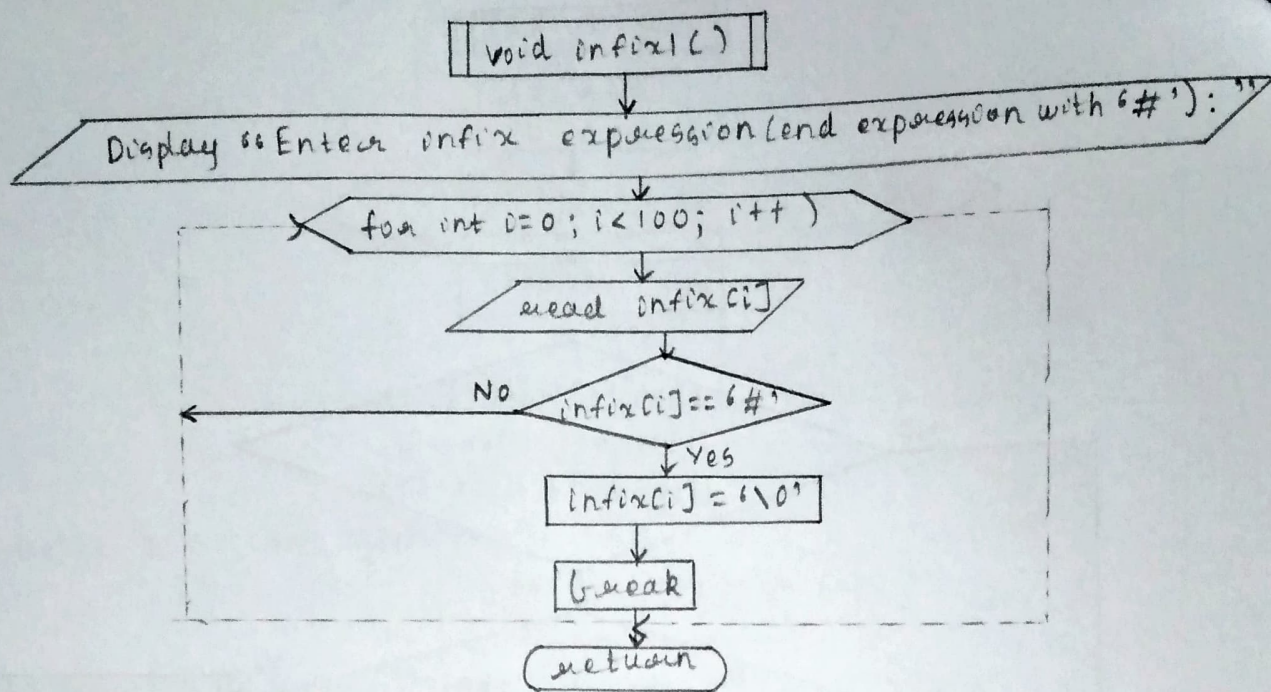 void infix1()
Display “Enter infix expression(end expression with ‘#’):”
for int i=0; i<100; i++)
read infix[i]
infix[i]==‘#’
No
Yes
infix[i] = ‘\0’
break
return